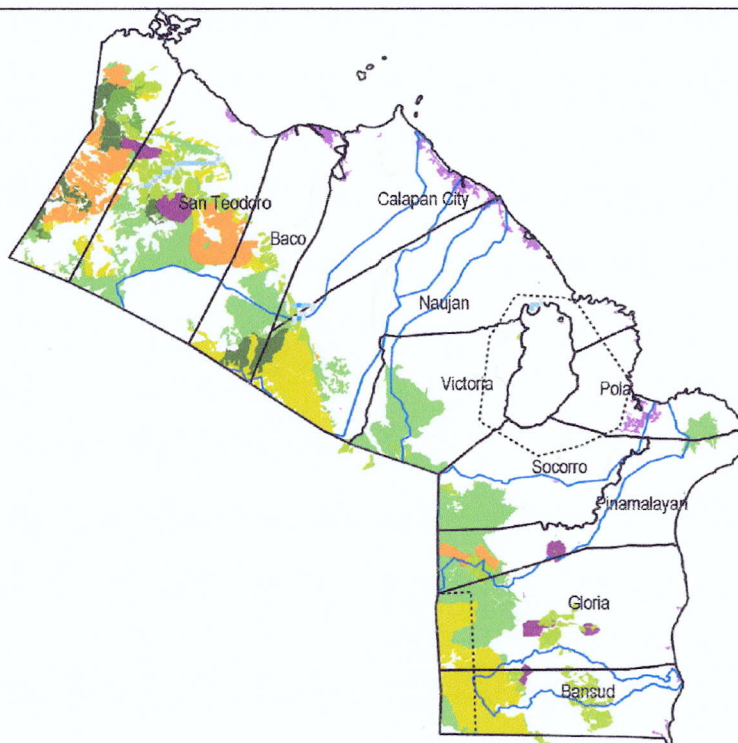 San Teodoro
Calapan City
Baco
Naujan
Victoria
Pola
Socorro
Pinamalayan
Gloria
Bansud